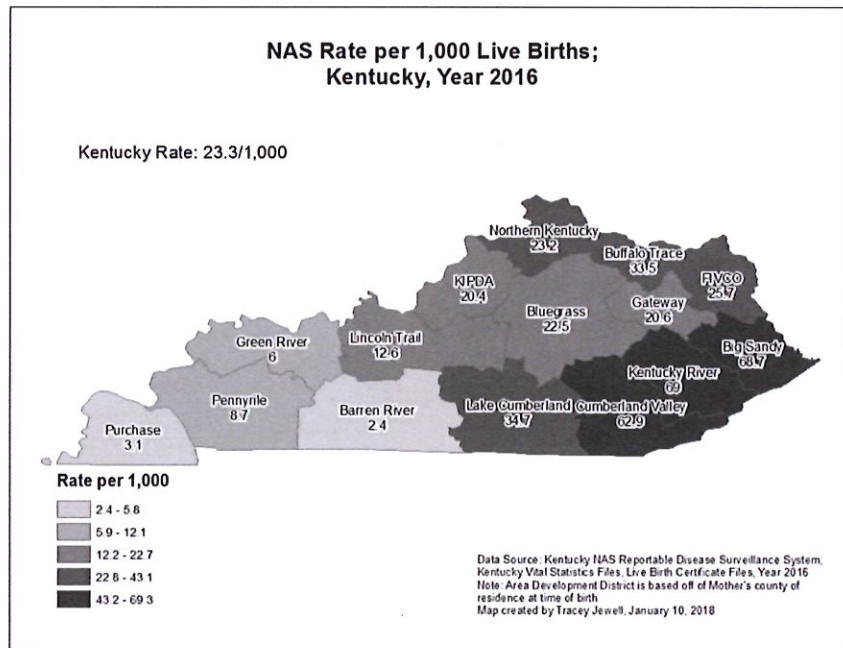 NAS Rate per 1,000 Live Births;
Kentucky, Year 2016
Kentucky Rate: 23.3/1,000
Northern Kentucky
23.2
Buffalo Trace
33.5
FIVCO
25.7
KIPDA
20.4
Bluegrass
22.5
Gateway
20.6
Big Sandy
68.7
Green River
6
Lincoln Trail
12.6
Kentucky River
69
Pennyrile
8.7
Barren River
2.4
Lake Cumberland
34.7
Cumberland Valley
62.9
Purchase
3.1
Rate per 1,000
2.4 - 5.8
5.9 - 12.1
12.2 - 22.7
22.8 - 43.1
43.2 - 69.3
Data Source: Kentucky NAS Reportable Disease Surveillance System,
Kentucky Vital Statistics Files, Live Birth Certificate Files, Year 2016
Note: Area Development District is based off of Mother's county of
residence at time of birth
Map created by Tracey Jewell, January 10, 2018